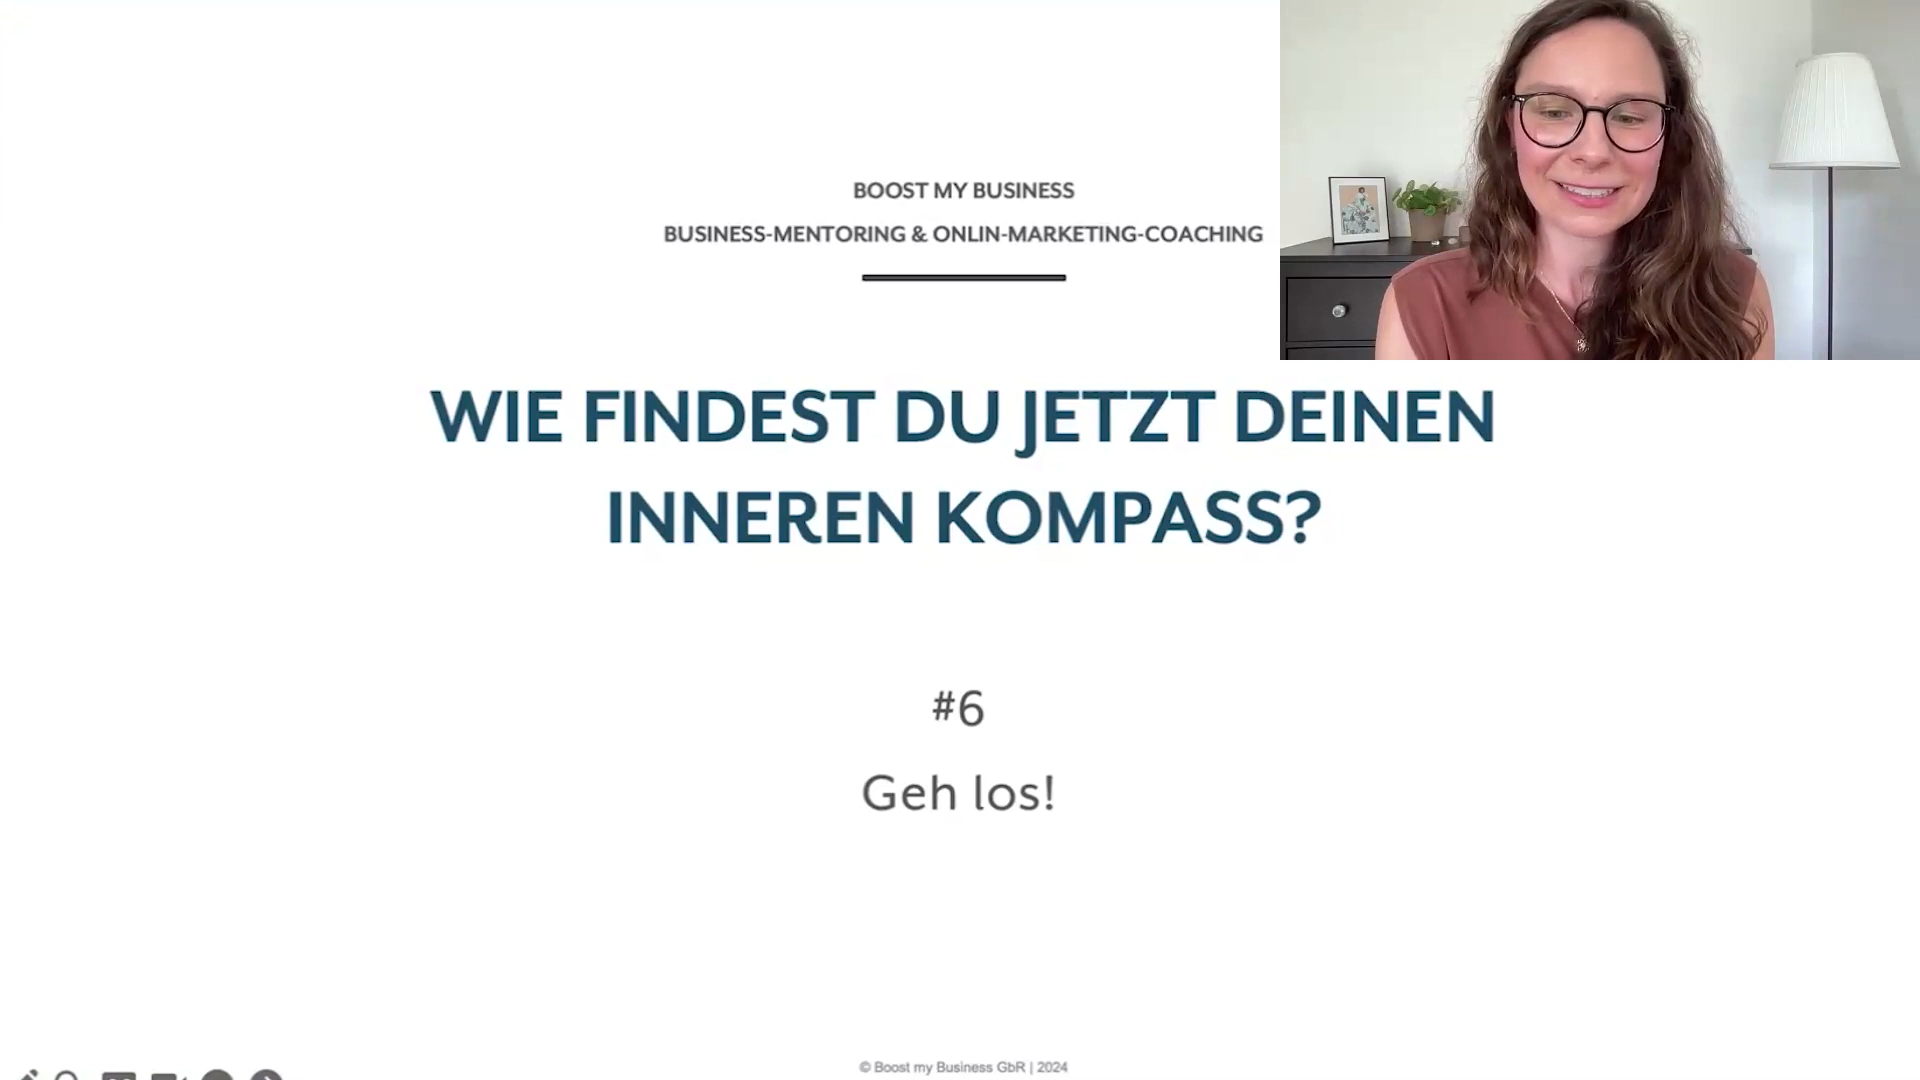 BOOST MY BUSINESS
BUSINESS-MENTORING & ONLIN-MARKETING-COACHING
WIE FINDEST DU JETZT DEINEN
INNEREN KOMPASS?
#6
Geh los!
© Boost my Business GbR | 2024